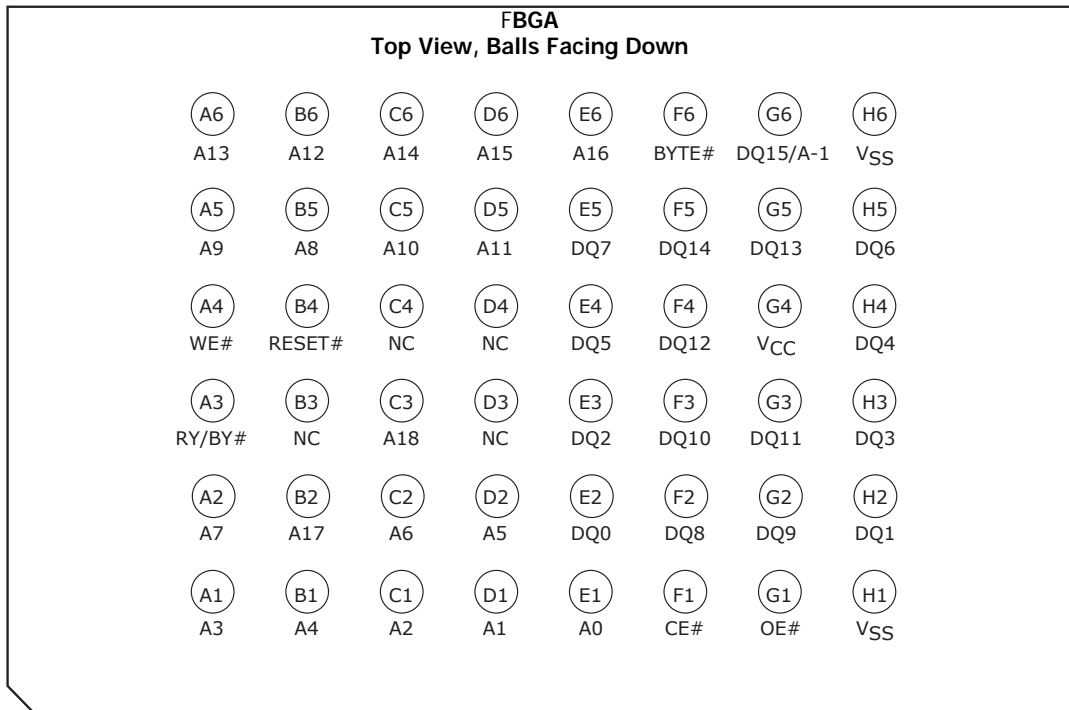 FBGA
Top View, Balls Facing Down
A6 B6 C6 D6 E6 F6 G6 H6
A13 A12 A14 A15 A16 BYTE# DQ15/A-1 VSS
A5 B5 C5 D5 E5 F5 G5 H5
A9 A8 A10 A11 DQ7 DQ14 DQ13 DQ6
A4 B4 C4 D4 E4 F4 G4 H4
WE# RESET# NC NC DQ5 DQ12 VCC DQ4
A3 B3 C3 D3 E3 F3 G3 H3
RY/BY# NC A18 NC DQ2 DQ10 DQ11 DQ3
A2 B2 C2 D2 E2 F2 G2 H2
A7 A17 A6 A5 DQ0 DQ8 DQ9 DQ1
A1 B1 C1 D1 E1 F1 G1 H1
A3 A4 A2 A1 A0 CE# OE# VSS